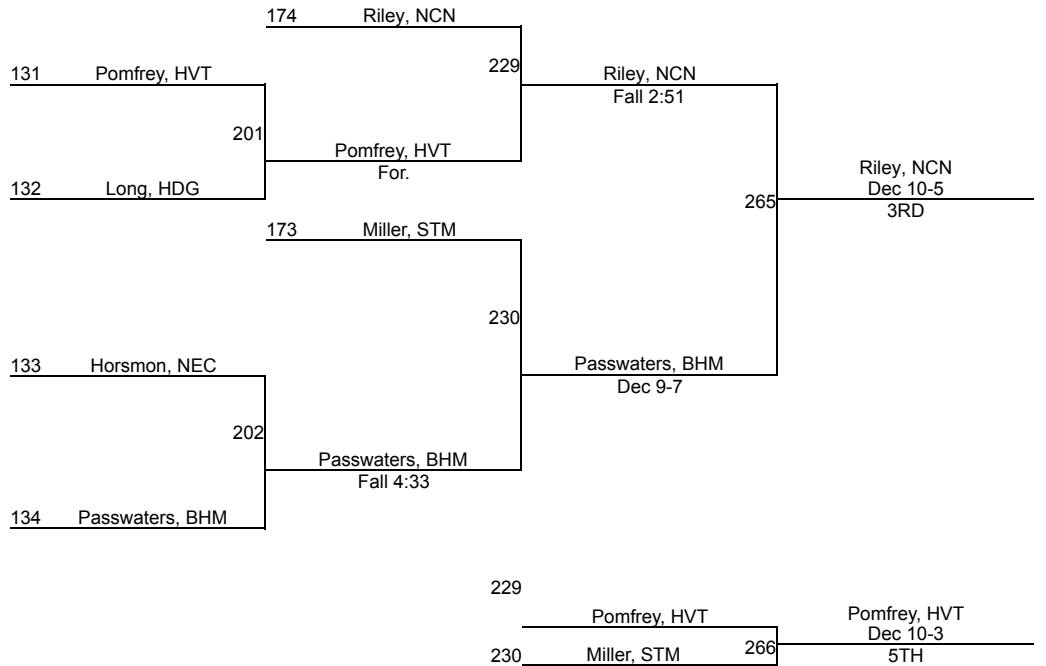 174 Riley, NCN
229
131 Pomfrey, HVT
Riley, NCN
Fall 2:51
201
Pomfrey, HVT
For.
132 Long, HDG
Riley, NCN
Dec 10-5
3RD
265
173 Miller, STM
230
133 Horsmon, NEC
Passwaters, BHM
Dec 9-7
202
Passwaters, BHM
Fall 4:33
134 Passwaters, BHM
229
Pomfrey, HVT
Pomfrey, HVT
Dec 10-3
5TH
266
230 Miller, STM